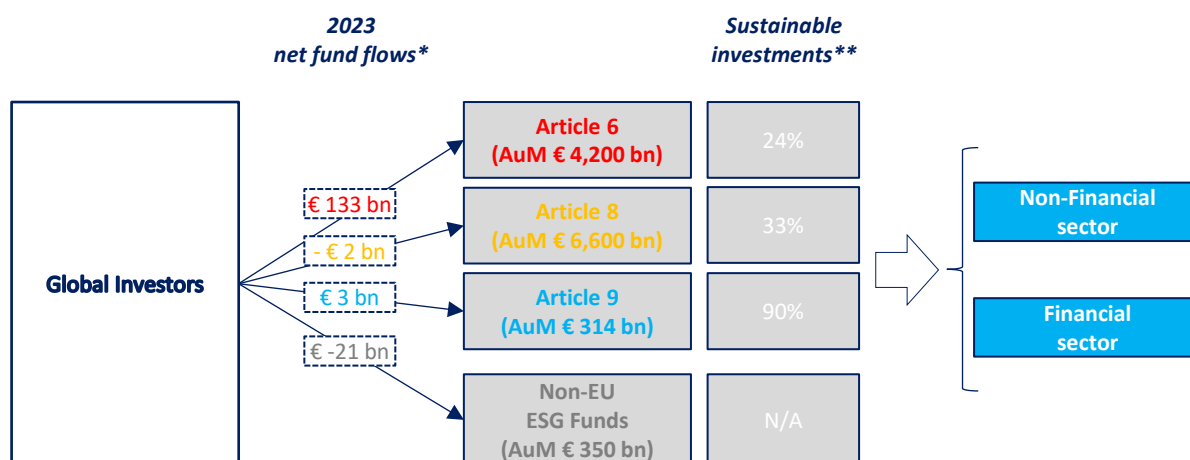 2023
net fund flows*
Sustainable
investments**
Global Investors
€ 133 bn
- € 2 bn
€ 3 bn
€ -21 bn
Article 6
(AuM € 4,200 bn)
24%
Article 8
(AuM € 6,600 bn)
33%
Article 9
(AuM € 314 bn)
90%
Non-EU
ESG Funds
(AuM € 350 bn)
N/A
Non-Financial
sector
Financial
sector